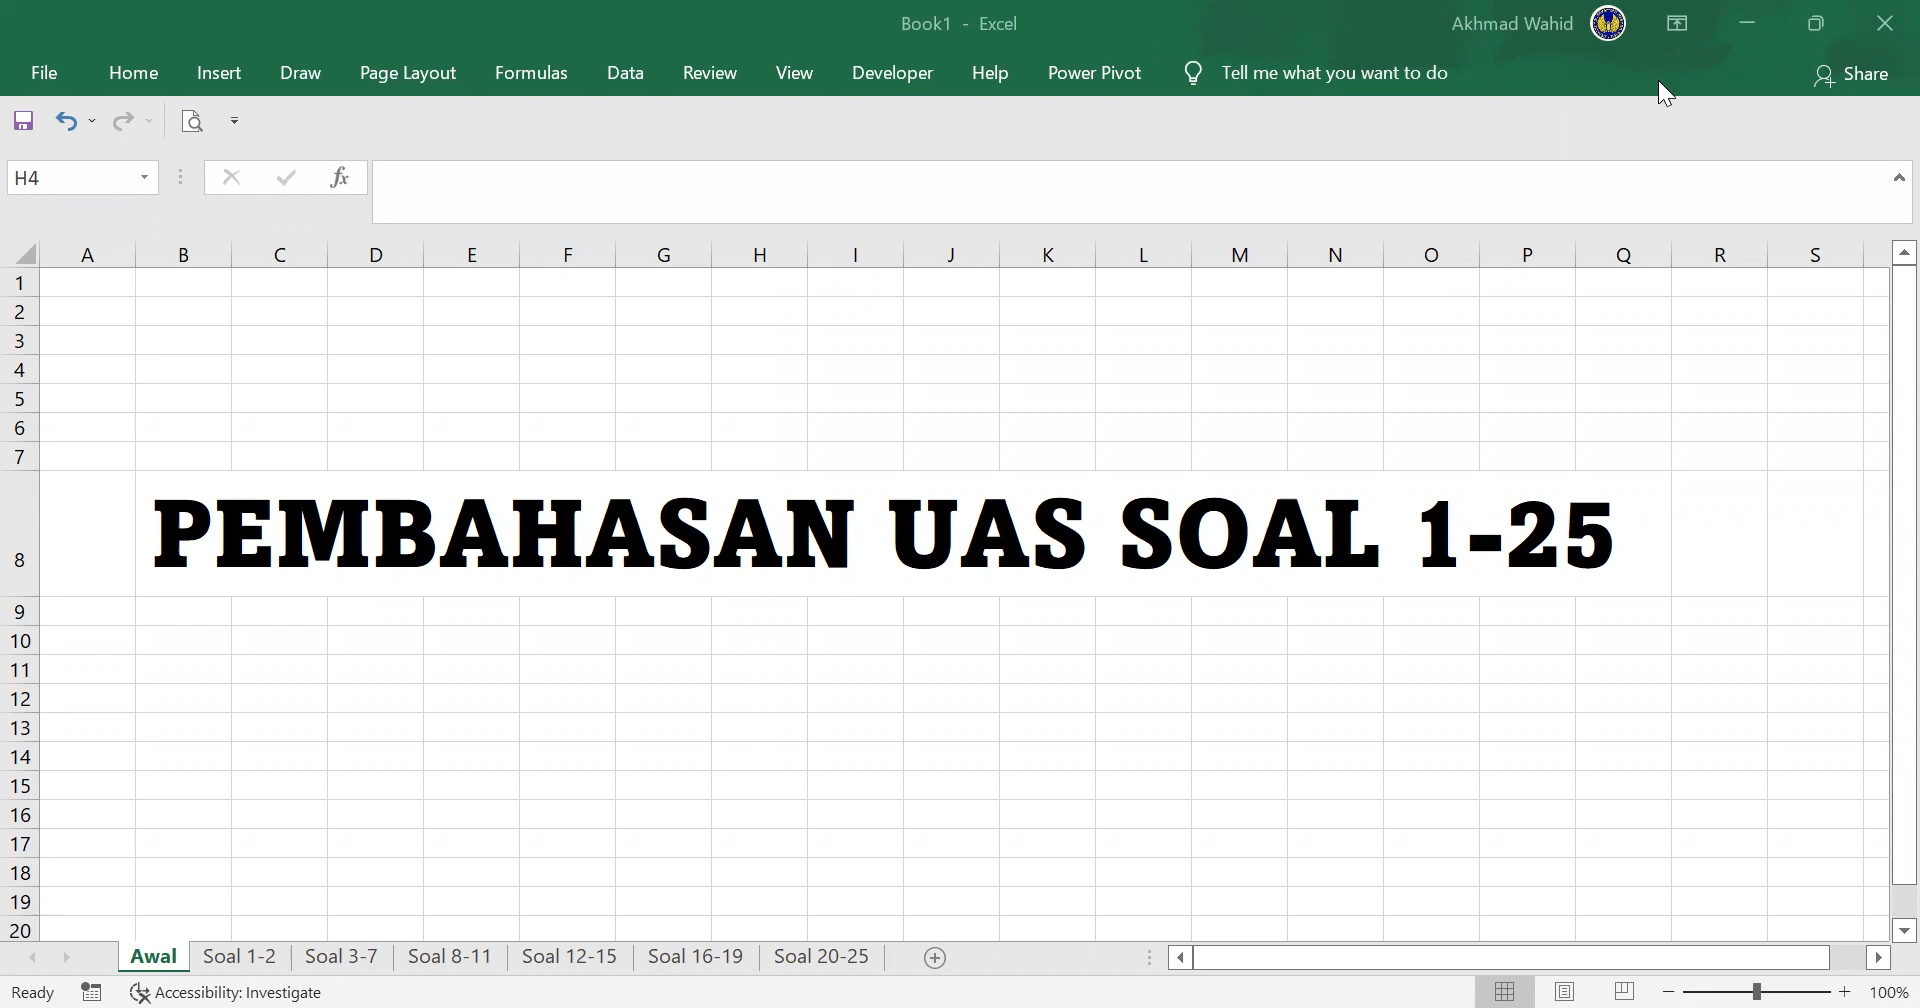 Book1 - Excel
Akhmad Wahid
File Home Insert Draw Page Layout Formulas Data Review View Developer Help Power Pivot Tell me what you want to do Share
H4 fx
A B C D E F G H I J K L M N O P Q R S
1
2
3
4
5
6
7
8 PEMBAHASAN UAS SOAL 1-25
9
10
11
12
13
14
15
16
17
18
19
20
Awal Soal 1-2 Soal 3-7 Soal 8-11 Soal 12-15 Soal 16-19 Soal 20-25
Ready Accessibility: Investigate 100%